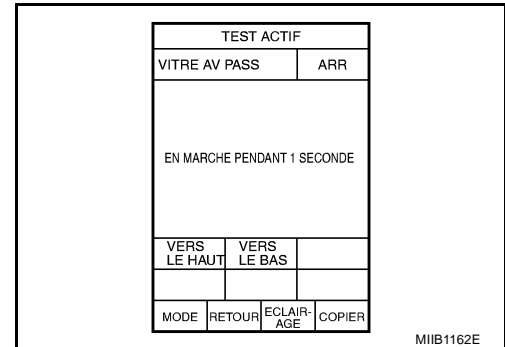 TEST ACTIF
VITRE AV PASS ARR
EN MARCHE PENDANT 1 SECONDE
VERS VERS
LE HAUT LE BAS
MODE RETOUR ECLAIR-
AGE COPIER
MIIB1162E